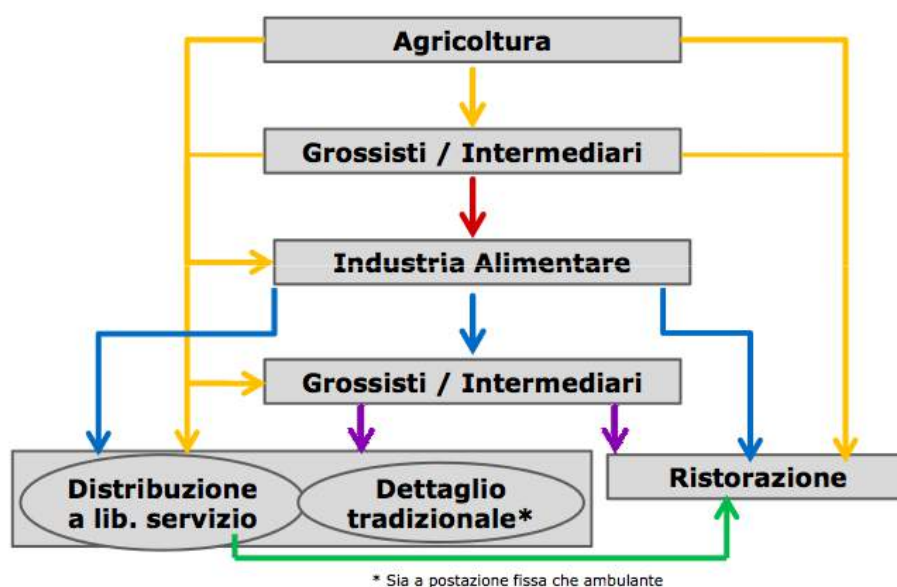 Agricoltura
Grossisti / Intermediari
Industria Alimentare
Grossisti / Intermediari
Distribuzione
a lib. servizio
Dettaglio
tradizionale*
Ristorazione
* Sia a postazione fissa che ambulante